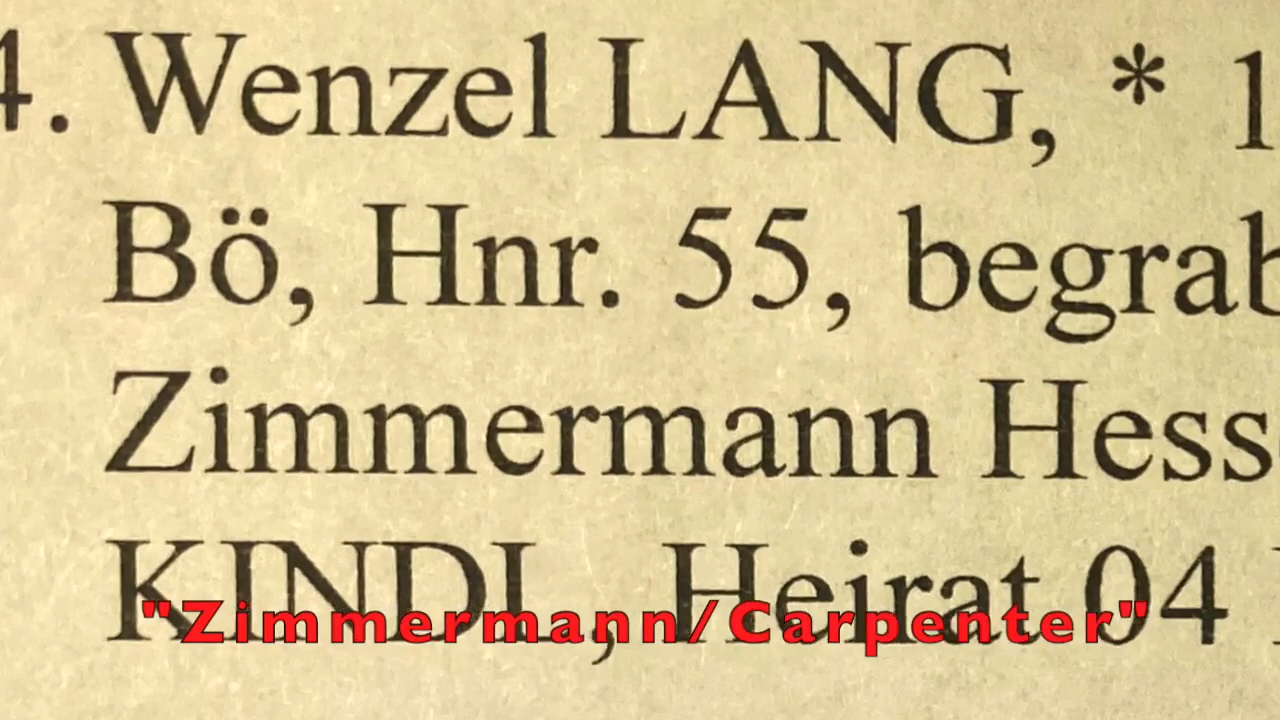 4. Wenzel LANG, * 1
Bö, Hnr. 55, begrab
Zimmermann Hess
KINDL, Heirat 04
"Zimmermann/Carpenter"